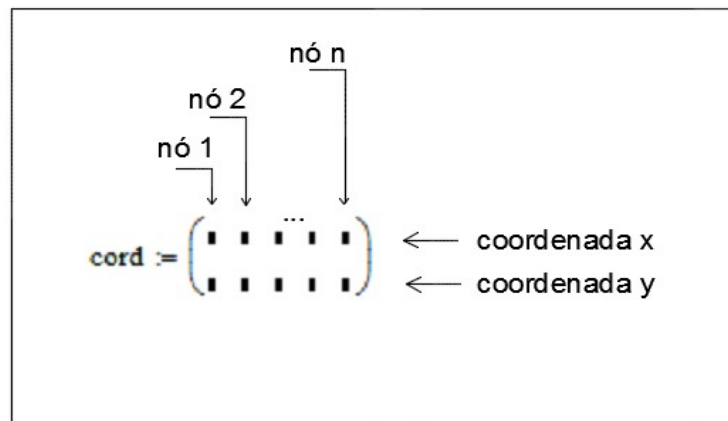 nó n
nó 2
nó 1
...
cord := coordenada x
coordenada y